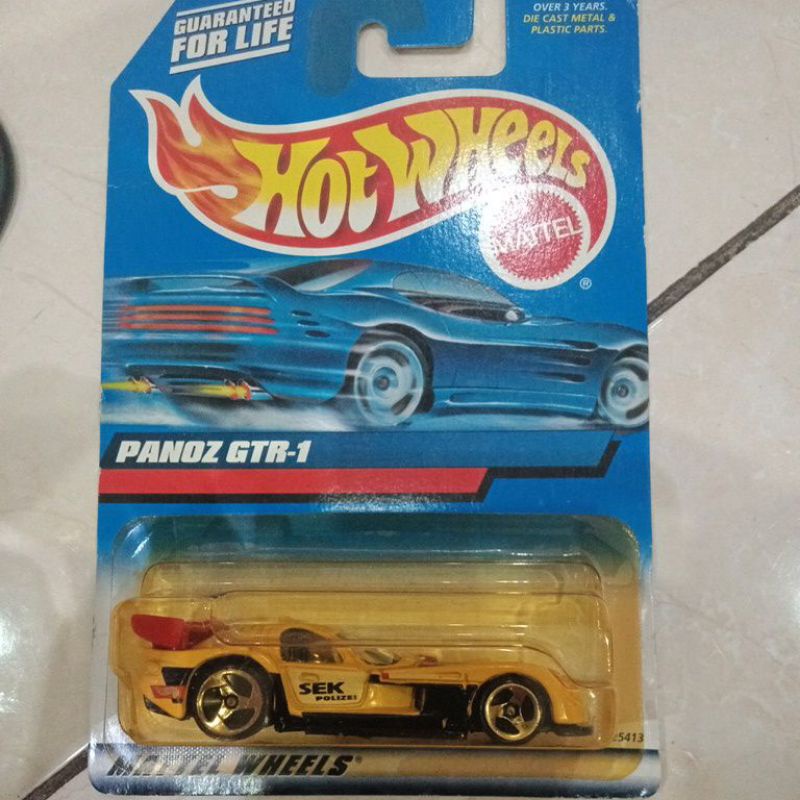 GUARANTEED
FOR LIFE
OVER 3 YEARS.
DIE CAST METAL &
PLASTIC PARTS.
HOT WHEELS
MATTEL
®
PANOZ GTR-1
SEK
POLIZEI
25413
MATTEL WHEELS®